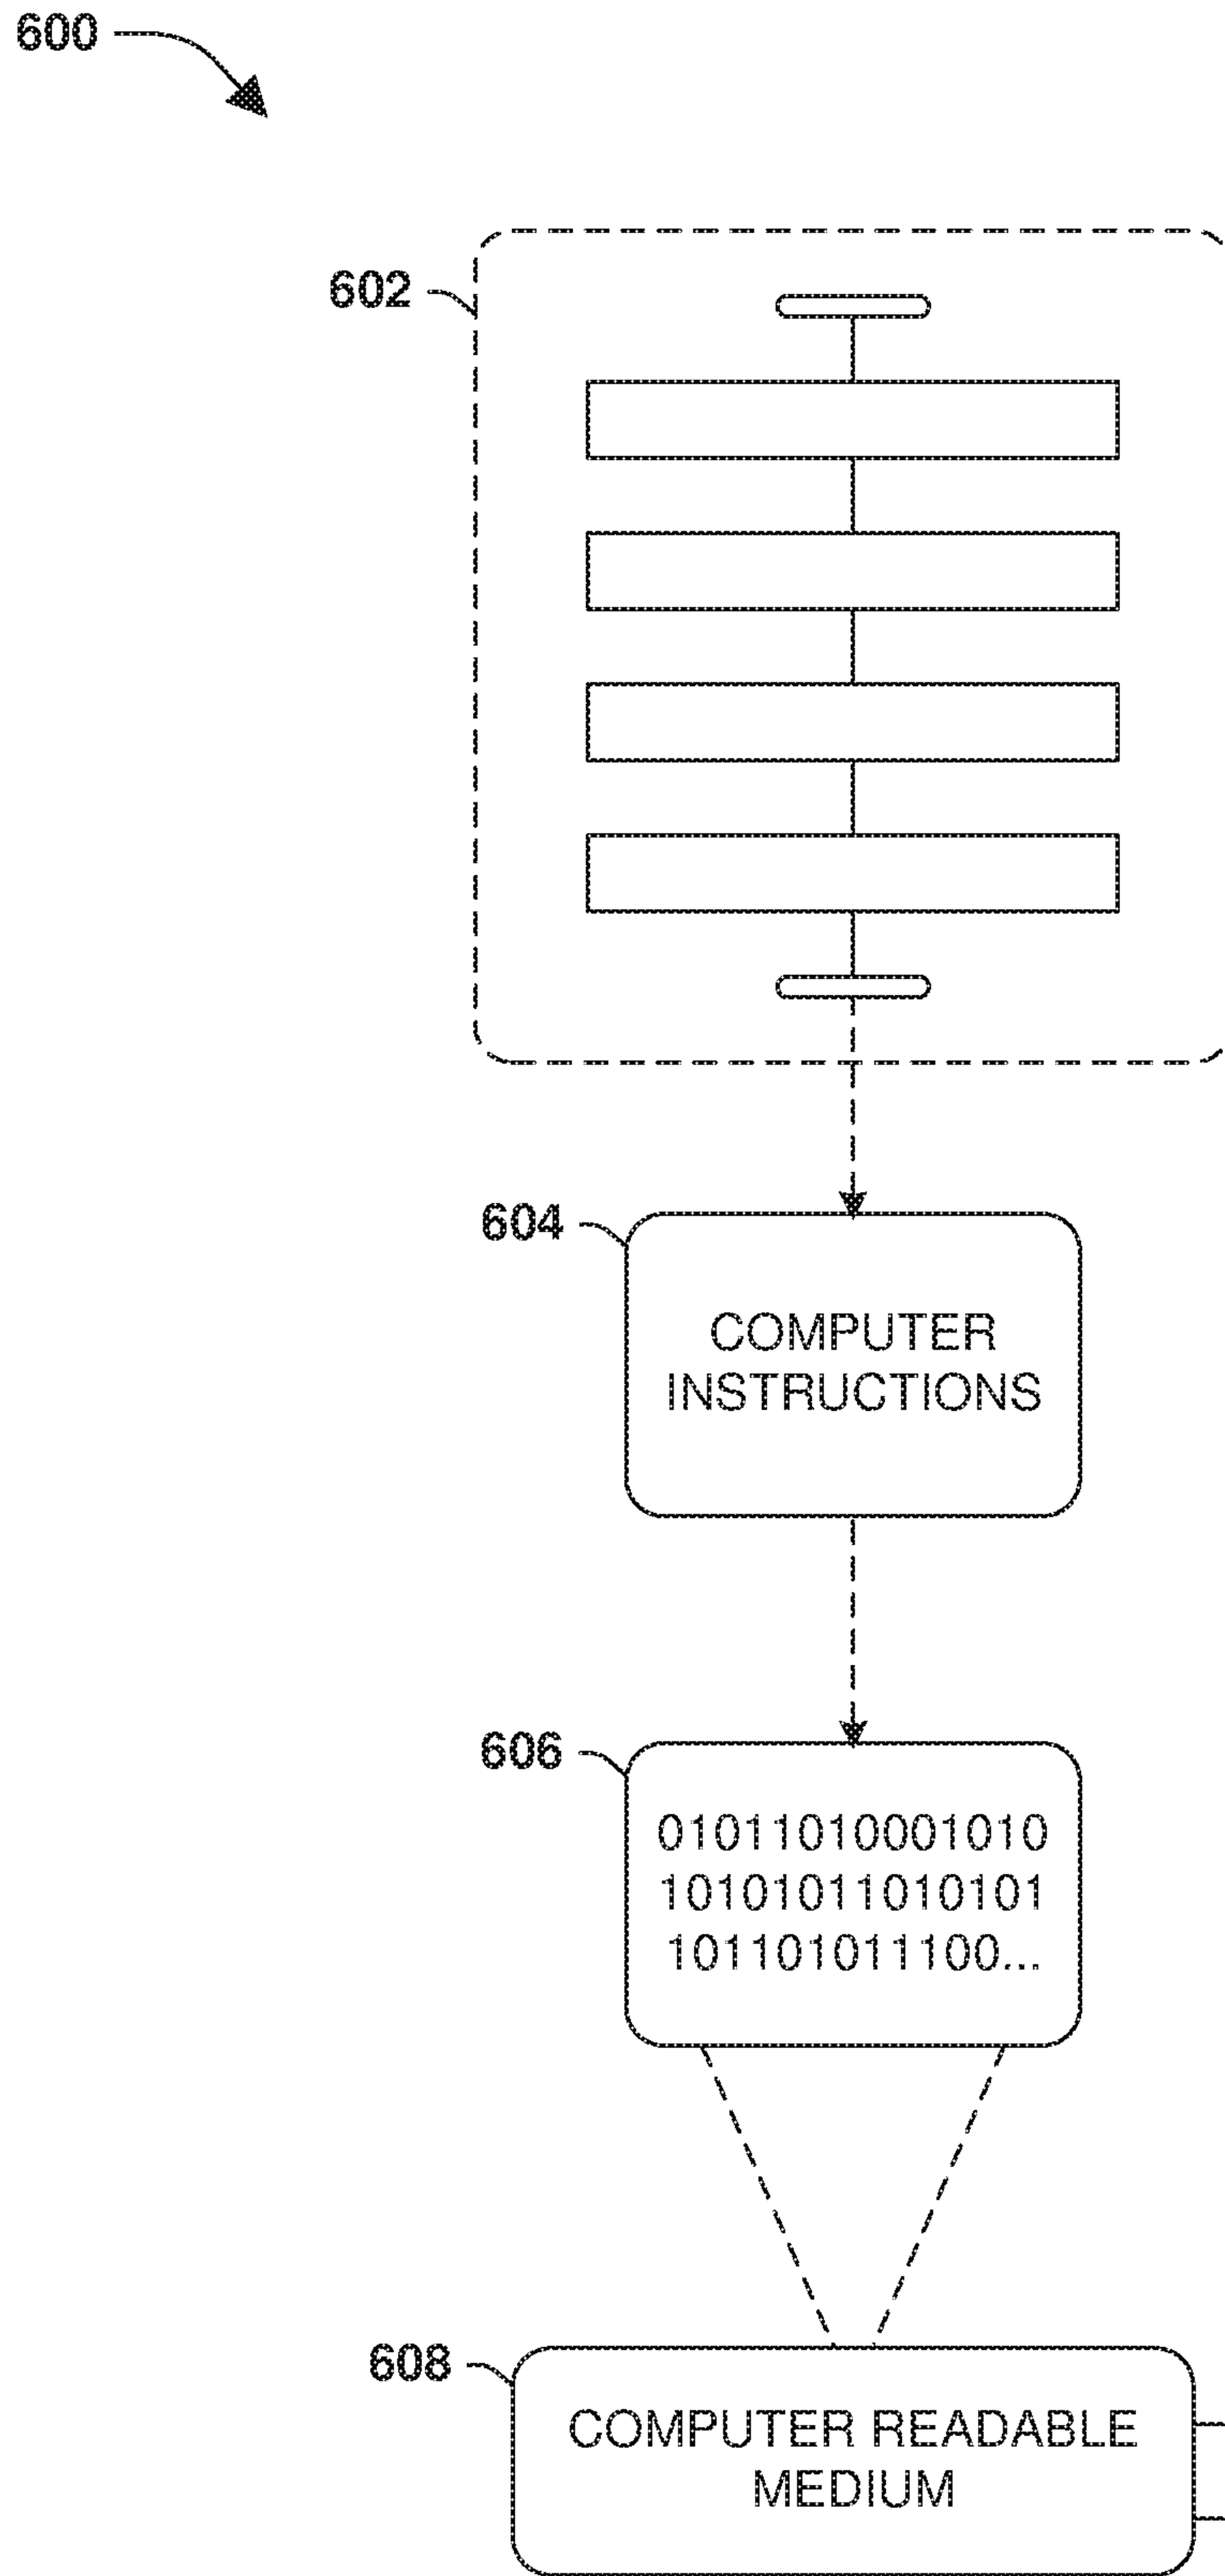 600
602
604
COMPUTER
INSTRUCTIONS
606
01011010001010
10101011010101
101101011100...
608
COMPUTER READABLE
MEDIUM